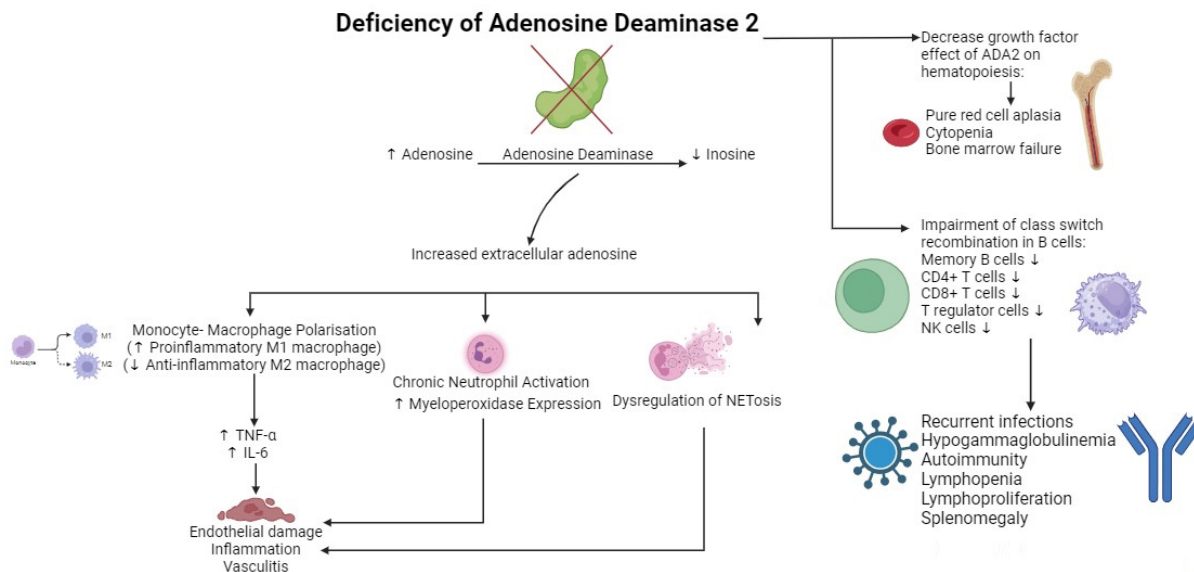 Deficiency of Adenosine Deaminase 2
Decrease growth factor
effect of ADA2 on
hematopoiesis:
Pure red cell aplasia
Cytopenia
Bone marrow failure
↑ Adenosine
Adenosine Deaminase
↓ Inosine
Increased extracellular adenosine
Impairment of class switch
recombination in B cells:
Memory B cells ↓
CD4+ T cells ↓
CD8+ T cells ↓
T regulator cells ↓
NK cells ↓
Monocyte
M1
M2
Monocyte- Macrophage Polarisation
(↑ Proinflammatory M1 macrophage)
(↓ Anti-inflammatory M2 macrophage)
Chronic Neutrophil Activation
↑ Myeloperoxidase Expression
Dysregulation of NETosis
↑ TNF-α
↑ IL-6
Endothelial damage
Inflammation
Vasculitis
Recurrent infections
Hypogammaglobulinemia
Autoimmunity
Lymphopenia
Lymphoproliferation
Splenomegaly